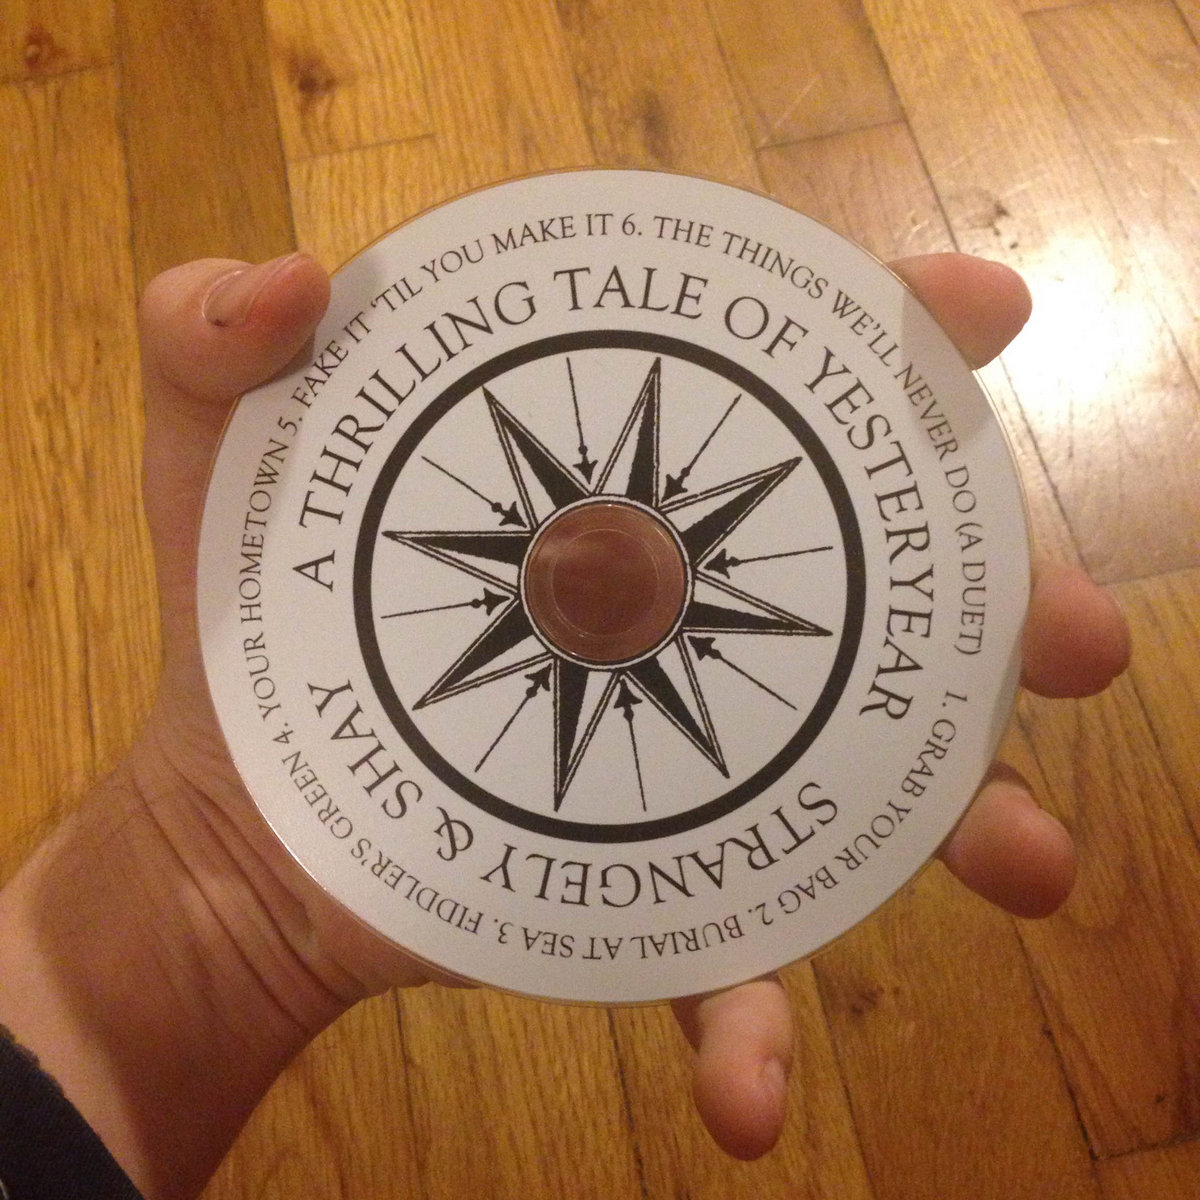 A THRILLING TALE OF YESTERYEAR
STRANGELY & SHAY
1. GRAB YOUR BAG 2. BURIAL AT SEA 3. FIDDLER'S GREEN 4. YOUR HOMETOWN 5. FAKE IT 'TIL YOU MAKE IT 6. THE THINGS WE'LL NEVER DO (A DUET)